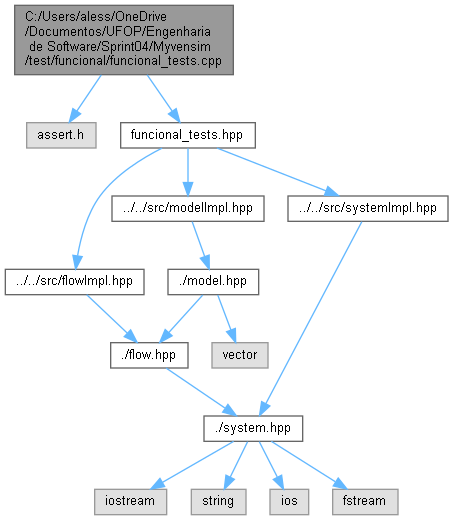 C:/Users/aless/OneDrive
/Documentos/UFOP/Engenharia
de Software/Sprint04/Myvensim
/test/funcional/funcional_tests.cpp
assert.h
funcional_tests.hpp
../../src/modelImpl.hpp
../../src/systemImpl.hpp
../../src/flowImpl.hpp
./model.hpp
./flow.hpp
vector
./system.hpp
iostream
string
ios
fstream